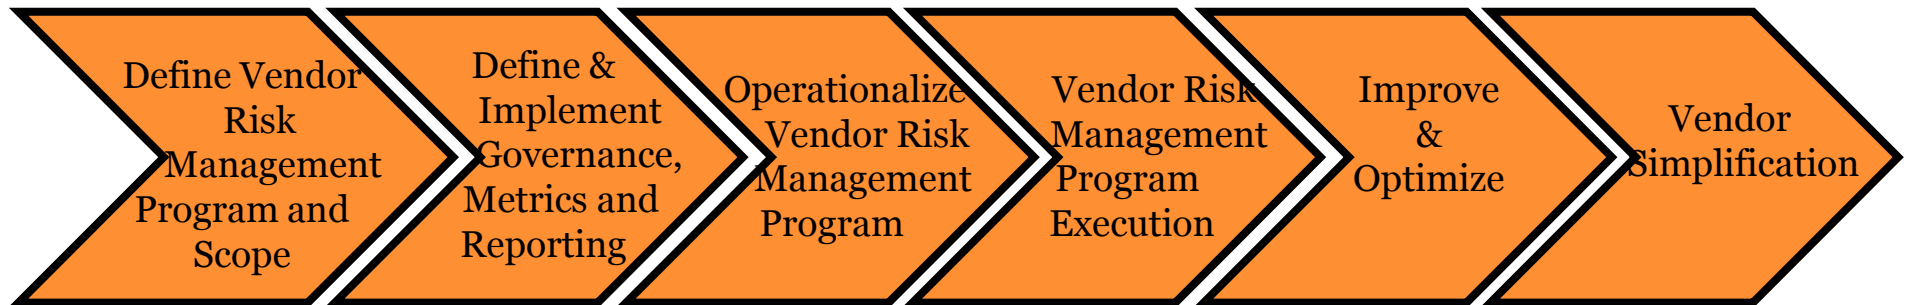 Define Vendor
Risk
Management
Program and
Scope
Define &
Implement
Governance,
Metrics and
Reporting
Operationalize
Vendor Risk
Management
Program
Vendor Risk
Management
Program
Execution
Improve
&
Optimize
Vendor
Simplification